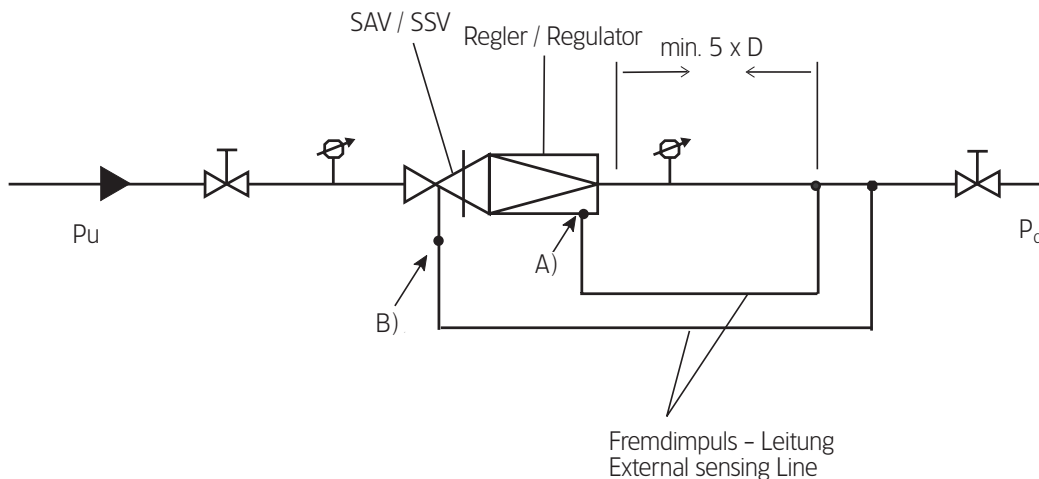 SAV / SSV
Regler / Regulator
min. 5 x D
Pu
A)
B)
Fremdimpuls – Leitung
External sensing Line